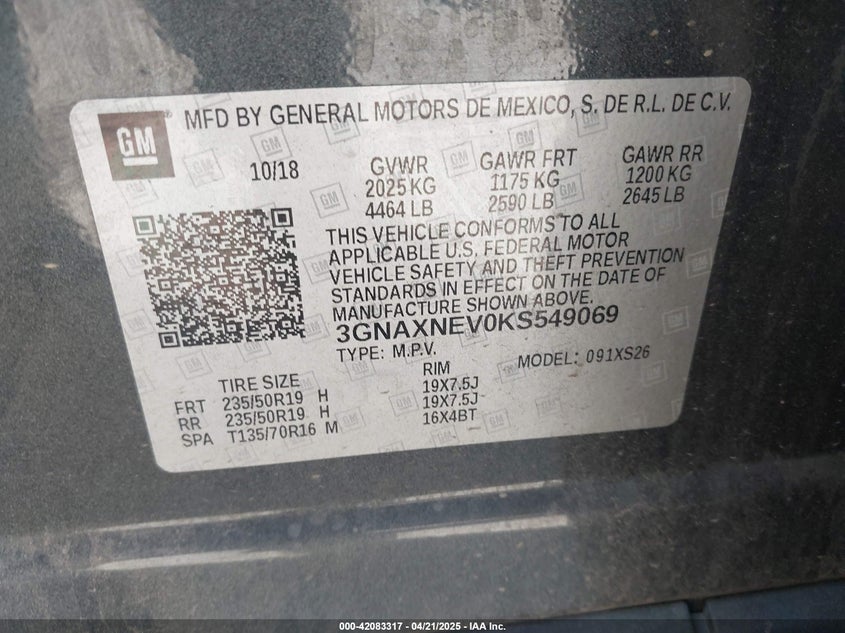 GM
MFD BY GENERAL MOTORS DE MEXICO, S. DE R.L. DE C.V.
10/18
GVWR GAWR FRT GAWR RR
2025 KG 1175 KG 1200 KG
4464 LB 2590 LB 2645 LB
THIS VEHICLE CONFORMS TO ALL
APPLICABLE U.S. FEDERAL MOTOR
VEHICLE SAFETY AND THEFT PREVENTION
STANDARDS IN EFFECT ON THE DATE OF
MANUFACTURE SHOWN ABOVE.
3GNAXNEV0KS549069
TYPE: M.P.V. MODEL: 091XS26
TIRE SIZE RIM
FRT 235/50R19 H 19X7.5J
RR 235/50R19 H 19X7.5J
SPA T135/70R16 M 16X4BT
000-42083317 - 04/21/2025 - IAA Inc.